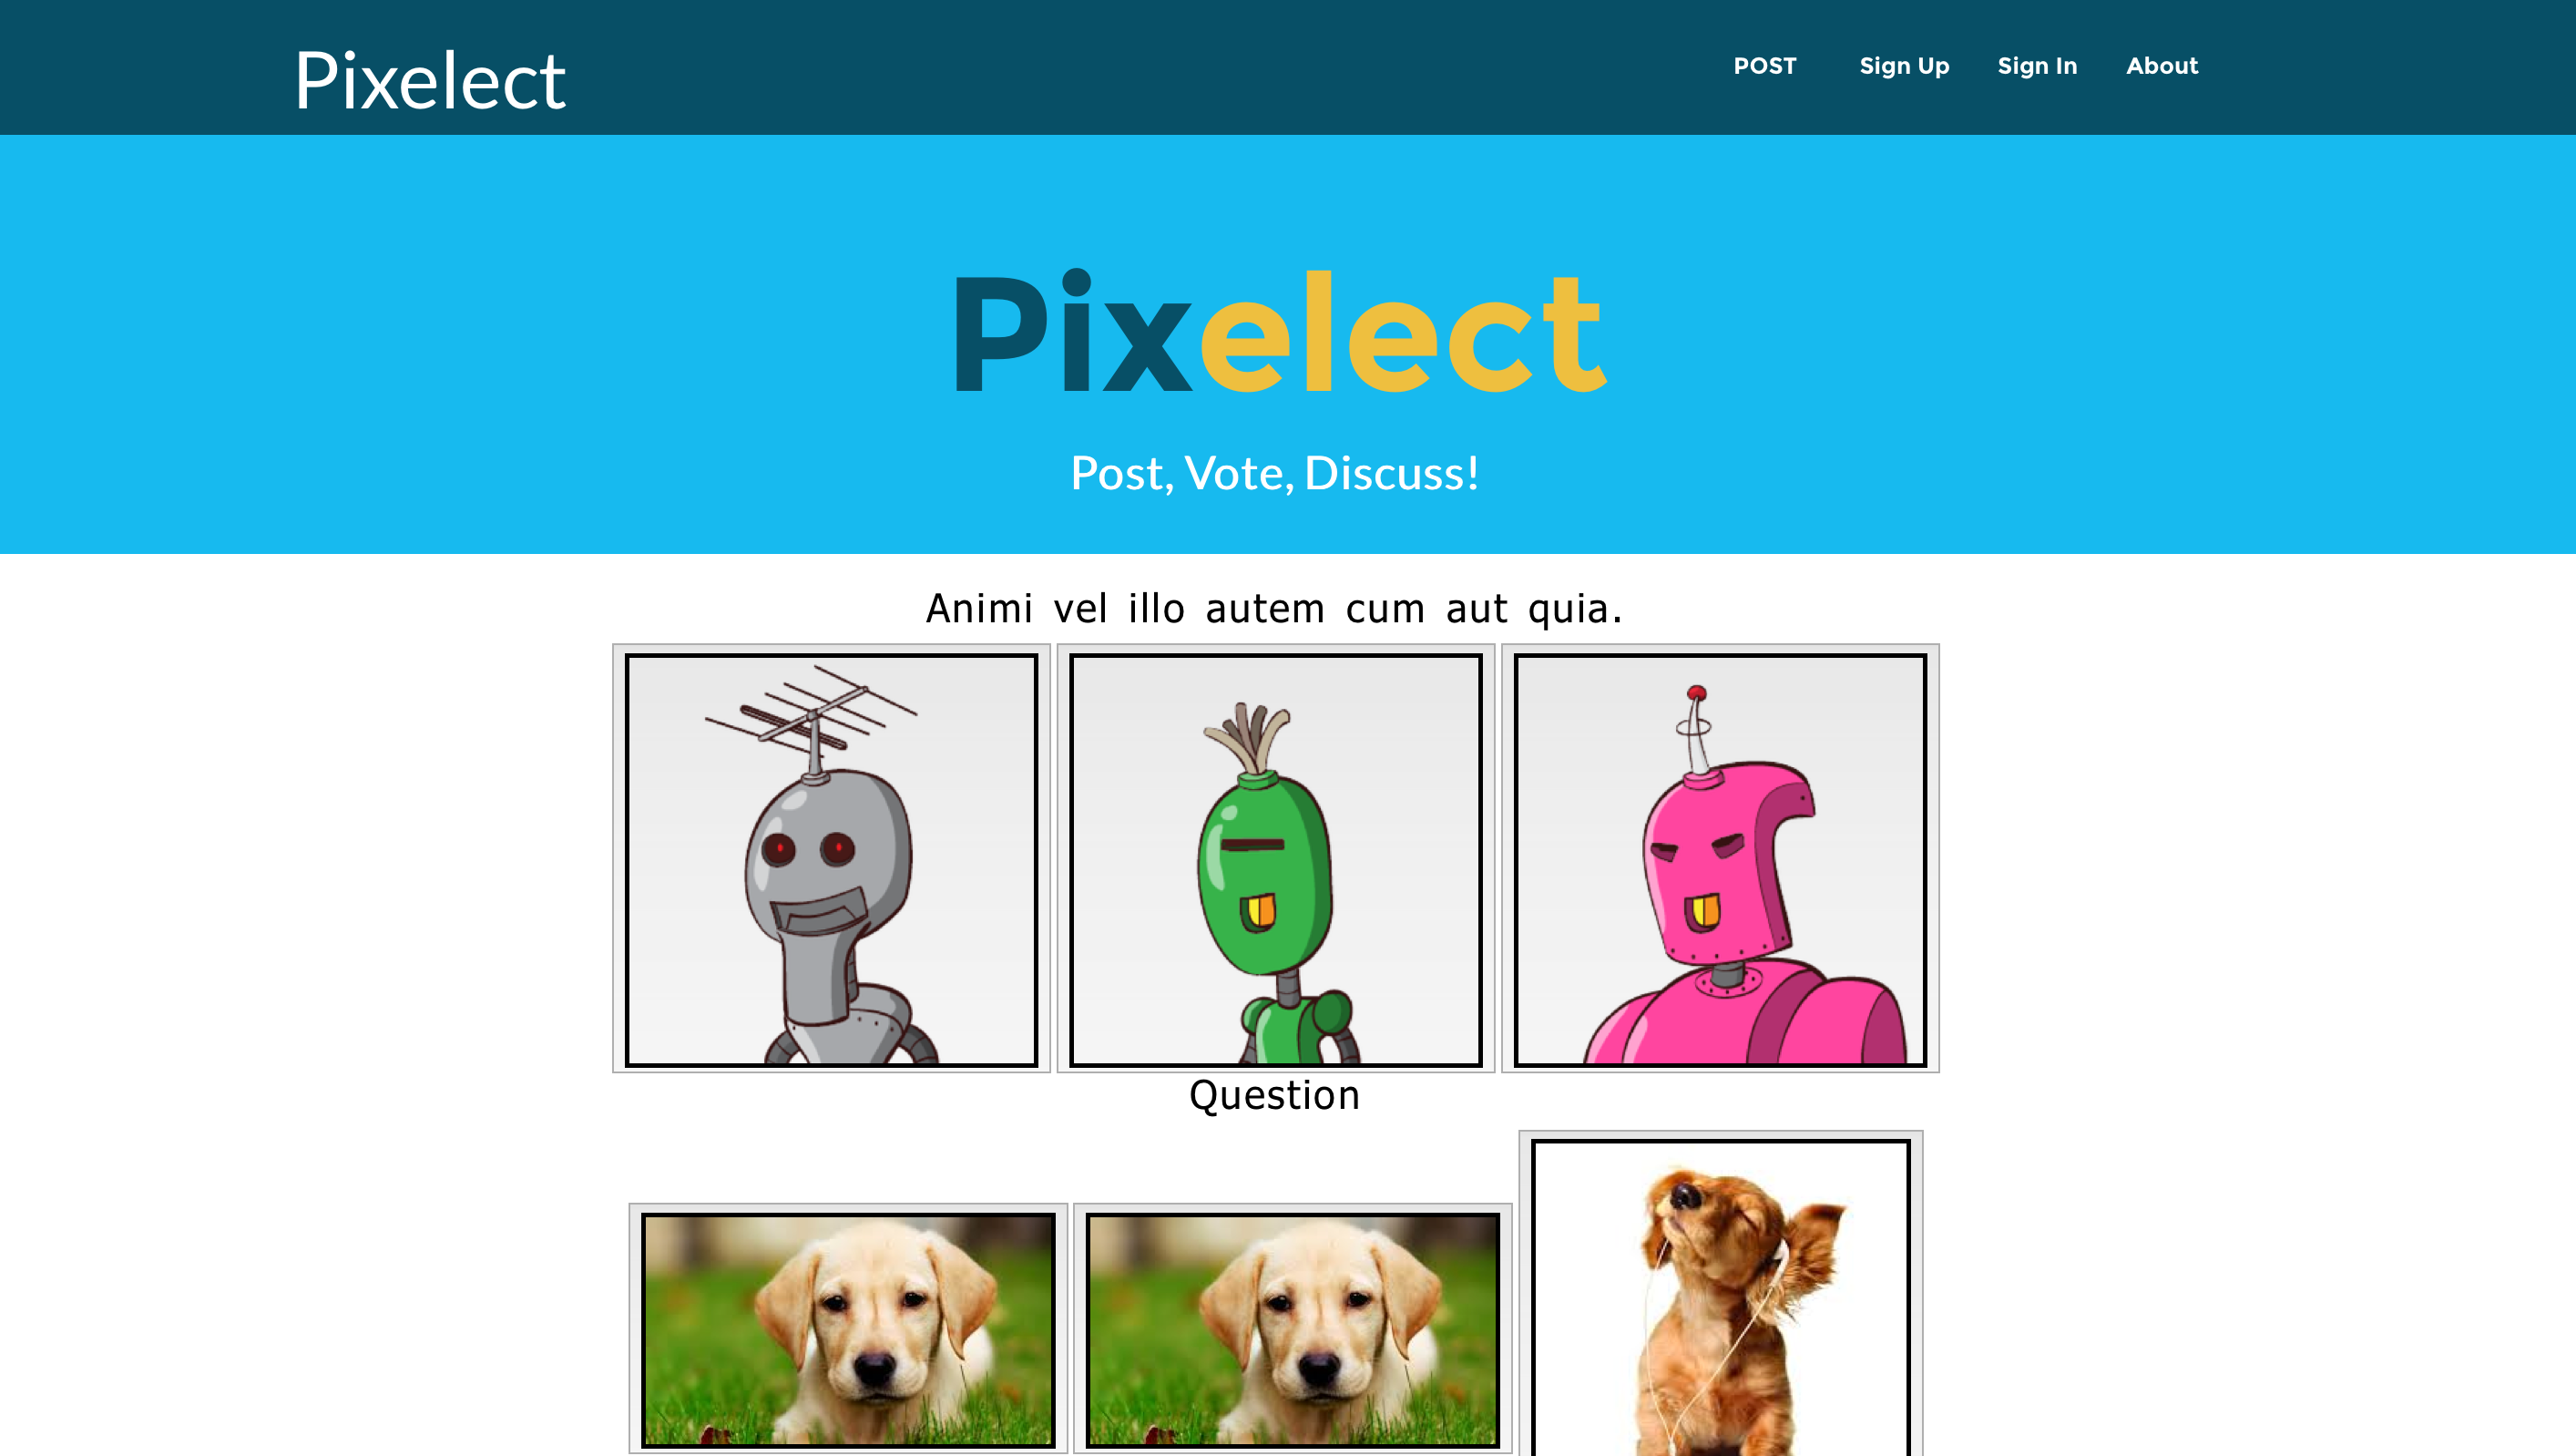 Pixelect
POST Sign Up Sign In About
Pixelect
Post, Vote, Discuss!
Animi vel illo autem cum aut quia.
Question